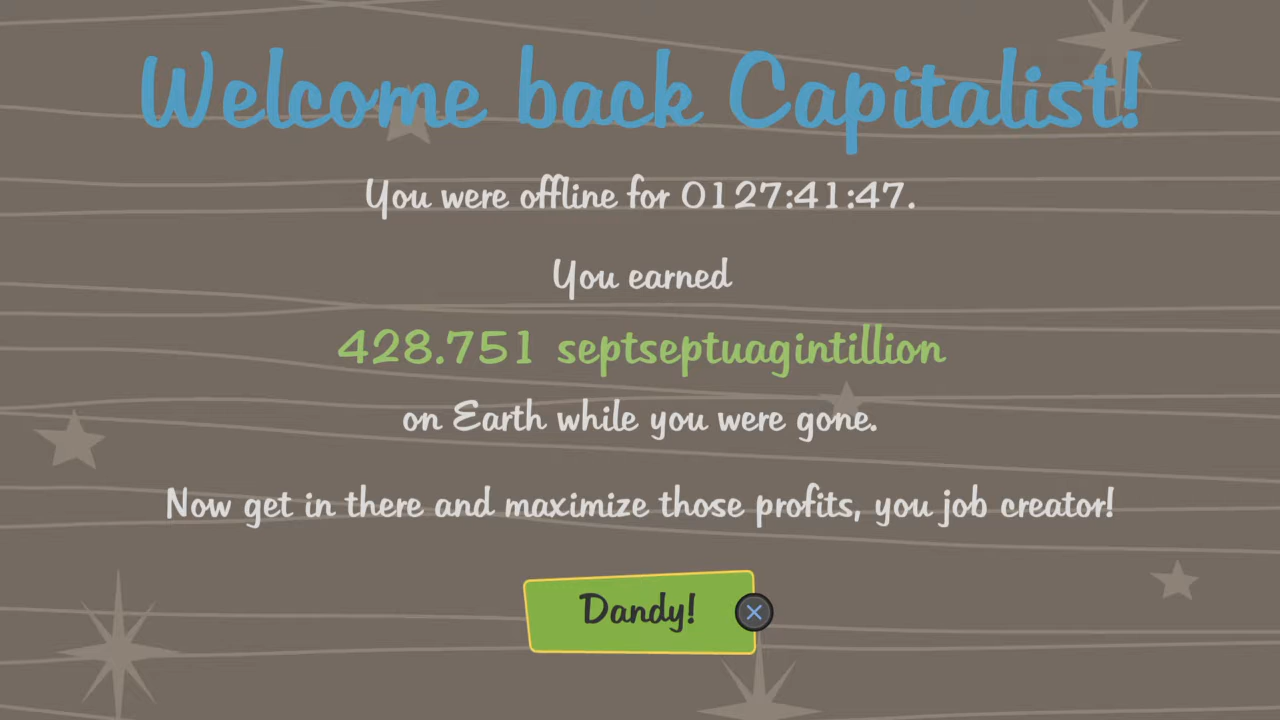 Welcome back Capitalist!
You were offline for 0127:41:47.
You earned
428.751 septseptuagintillion
on Earth while you were gone.
Now get in there and maximize those profits, you job creator!
Dandy!